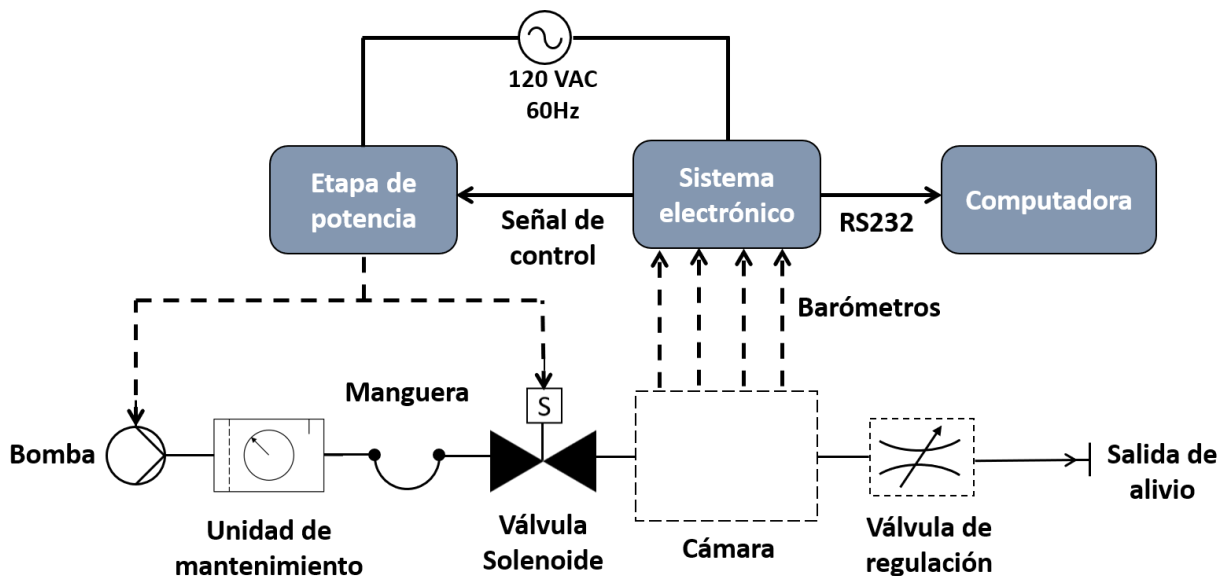 120 VAC
60Hz
Etapa de
potencia
Señal de
control
Sistema
electrónico
RS232
Computadora
Barómetros
Manguera
S
Bomba
Unidad de
mantenimiento
Válvula
Solenoide
Cámara
Válvula de
regulación
Salida de
alivio